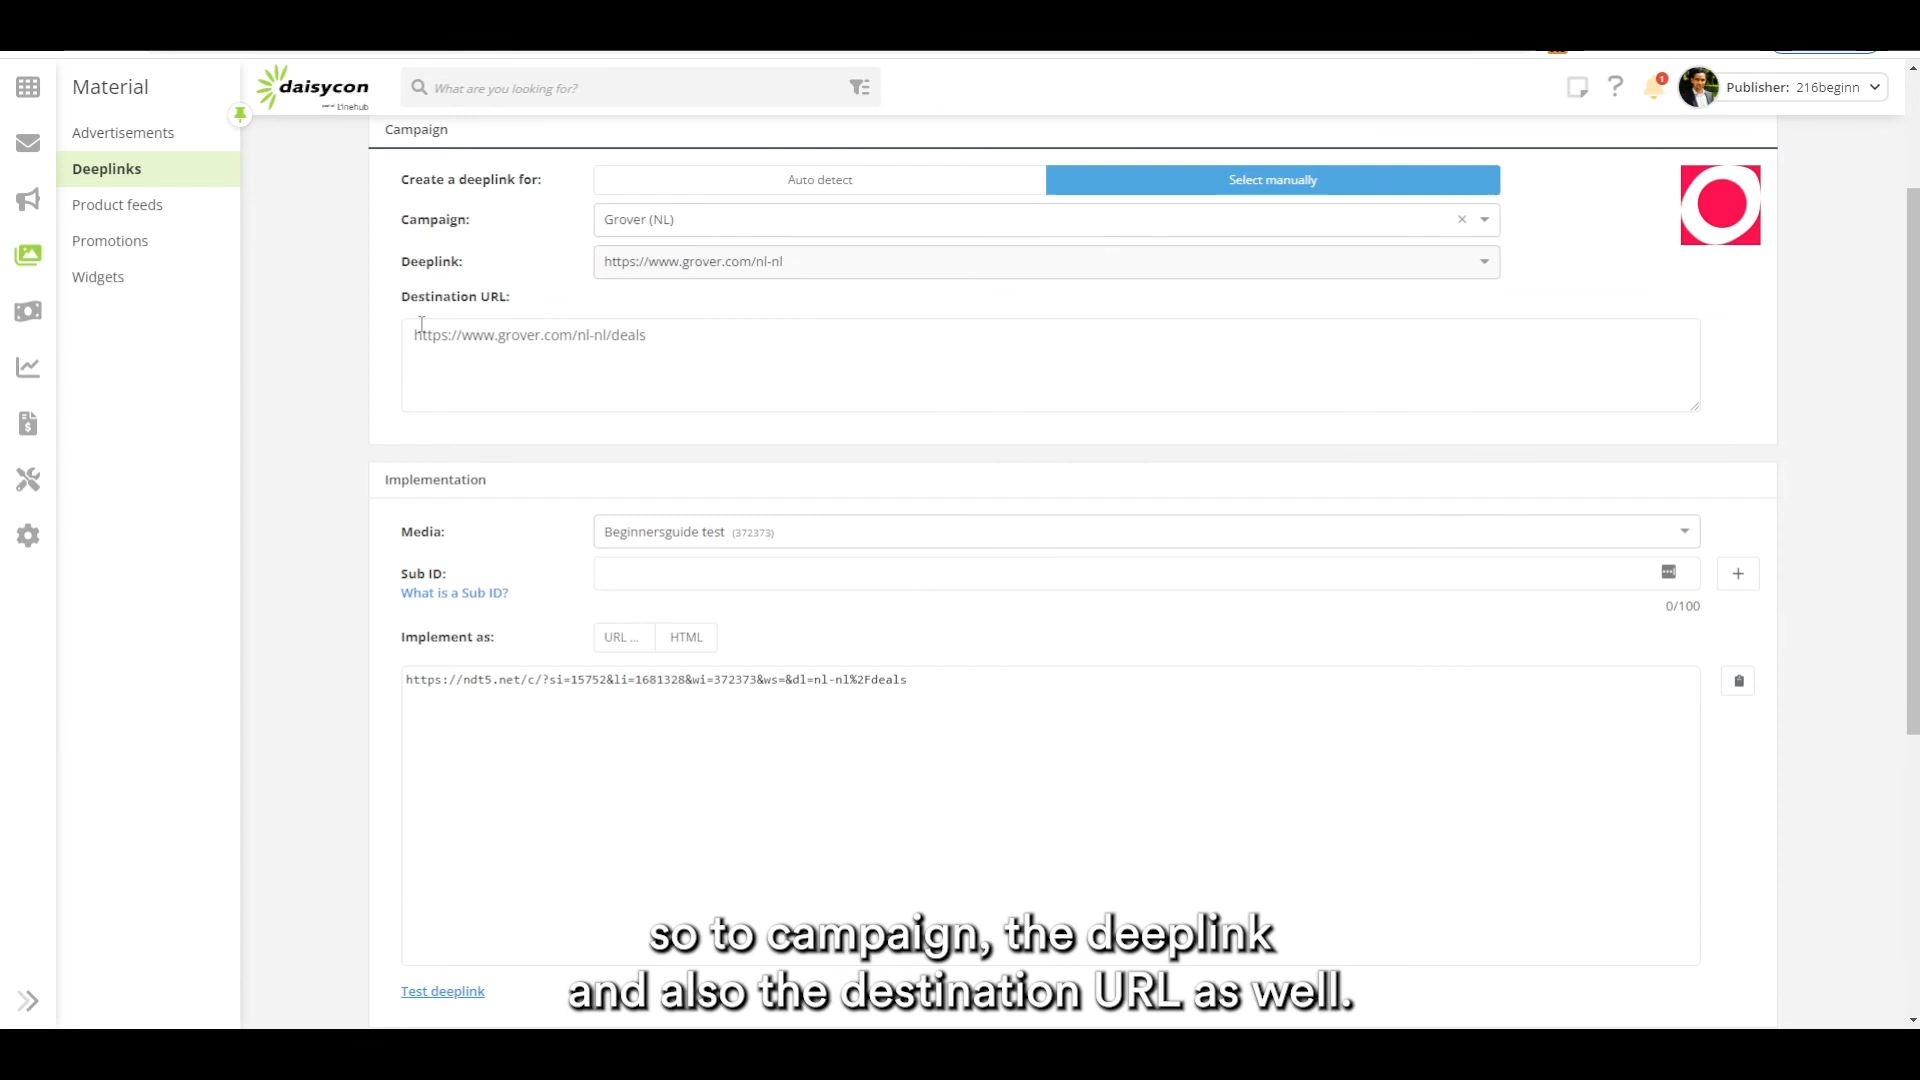 Material
daisycon
What are you looking for?
1
Publisher: 216beginn
Advertisements
Deeplinks
Product feeds
Promotions
Widgets
Campaign
Create a deeplink for:
Auto detect
Select manually
Campaign:
Grover (NL)
Deeplink:
https://www.grover.com/nl-nl
Destination URL:
https://www.grover.com/nl-nl/deals
Implementation
Media:
Beginnersguide test (372373)
Sub ID:
What is a Sub ID?
0/100
Implement as:
URL ...
HTML
https://ndt5.net/c/?si=15752&li=1681328&wi=372373&ws=&dl=nl-nl%2Fdeals
Test deeplink
so to campaign, the deeplink
and also the destination URL as well.